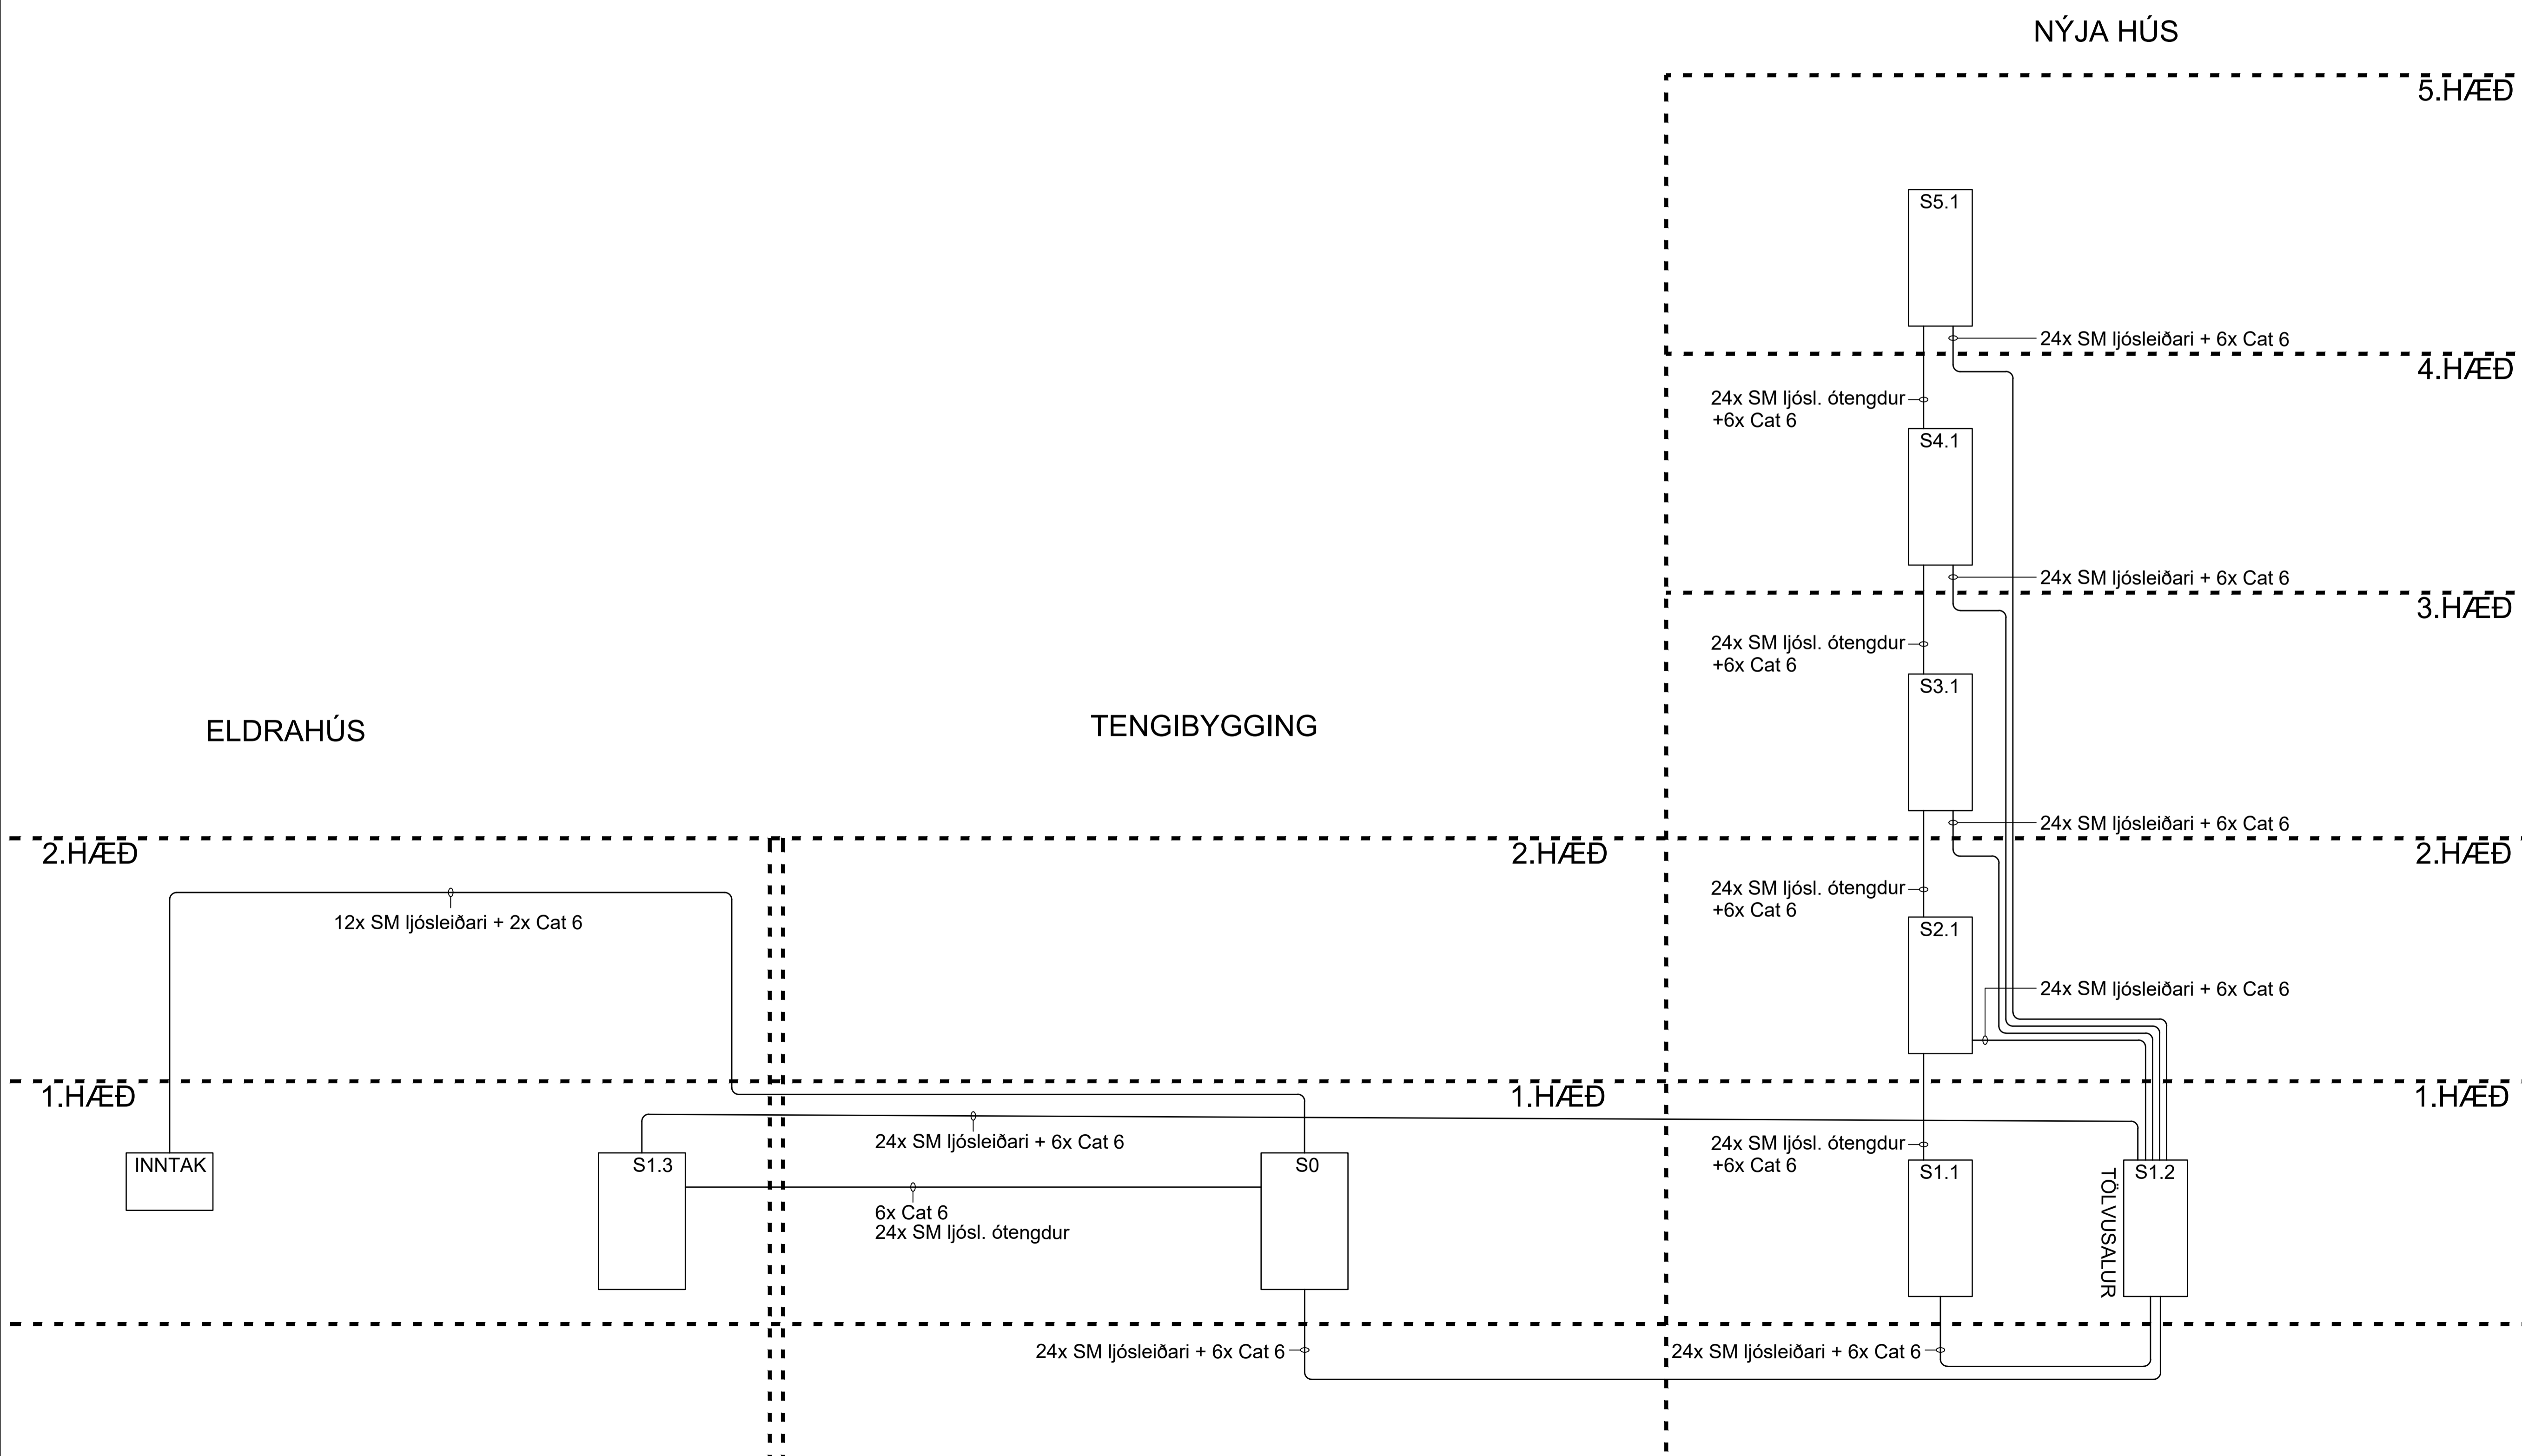 NÝJA HÚS
5.HÆÐ
S5.1
24x SM ljósleiðari + 6x Cat 6
4.HÆÐ
24x SM ljósl. ótengdur
+6x Cat 6
S4.1
24x SM ljósleiðari + 6x Cat 6
3.HÆÐ
24x SM ljósl. ótengdur
+6x Cat 6
S3.1
ELDRAHÚS
TENGIBYGGING
24x SM ljósleiðari + 6x Cat 6
2.HÆÐ
2.HÆÐ
2.HÆÐ
24x SM ljósl. ótengdur
+6x Cat 6
12x SM ljósleiðari + 2x Cat 6
S2.1
24x SM ljósleiðari + 6x Cat 6
1.HÆÐ
1.HÆÐ
1.HÆÐ
24x SM ljósleiðari + 6x Cat 6
24x SM ljósl. ótengdur
+6x Cat 6
INNTAK
S1.3
S0
S1.1
S1.2
TÖLVUSALUR
6x Cat 6
24x SM ljósl. ótengdur
24x SM ljósleiðari + 6x Cat 6
24x SM ljósleiðari + 6x Cat 6